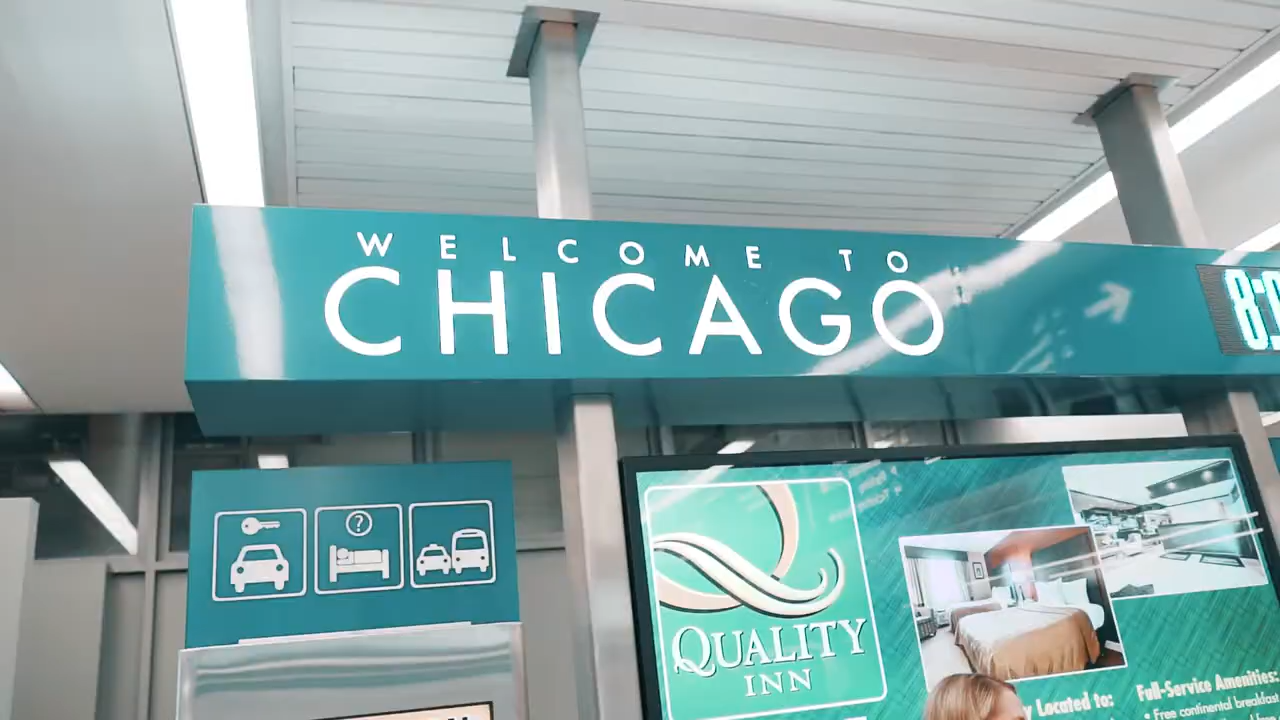 WELCOME TO
CHICAGO
?
QUALITY
INN
Located to:
Full-Service Amenities:
Free continental breakfast